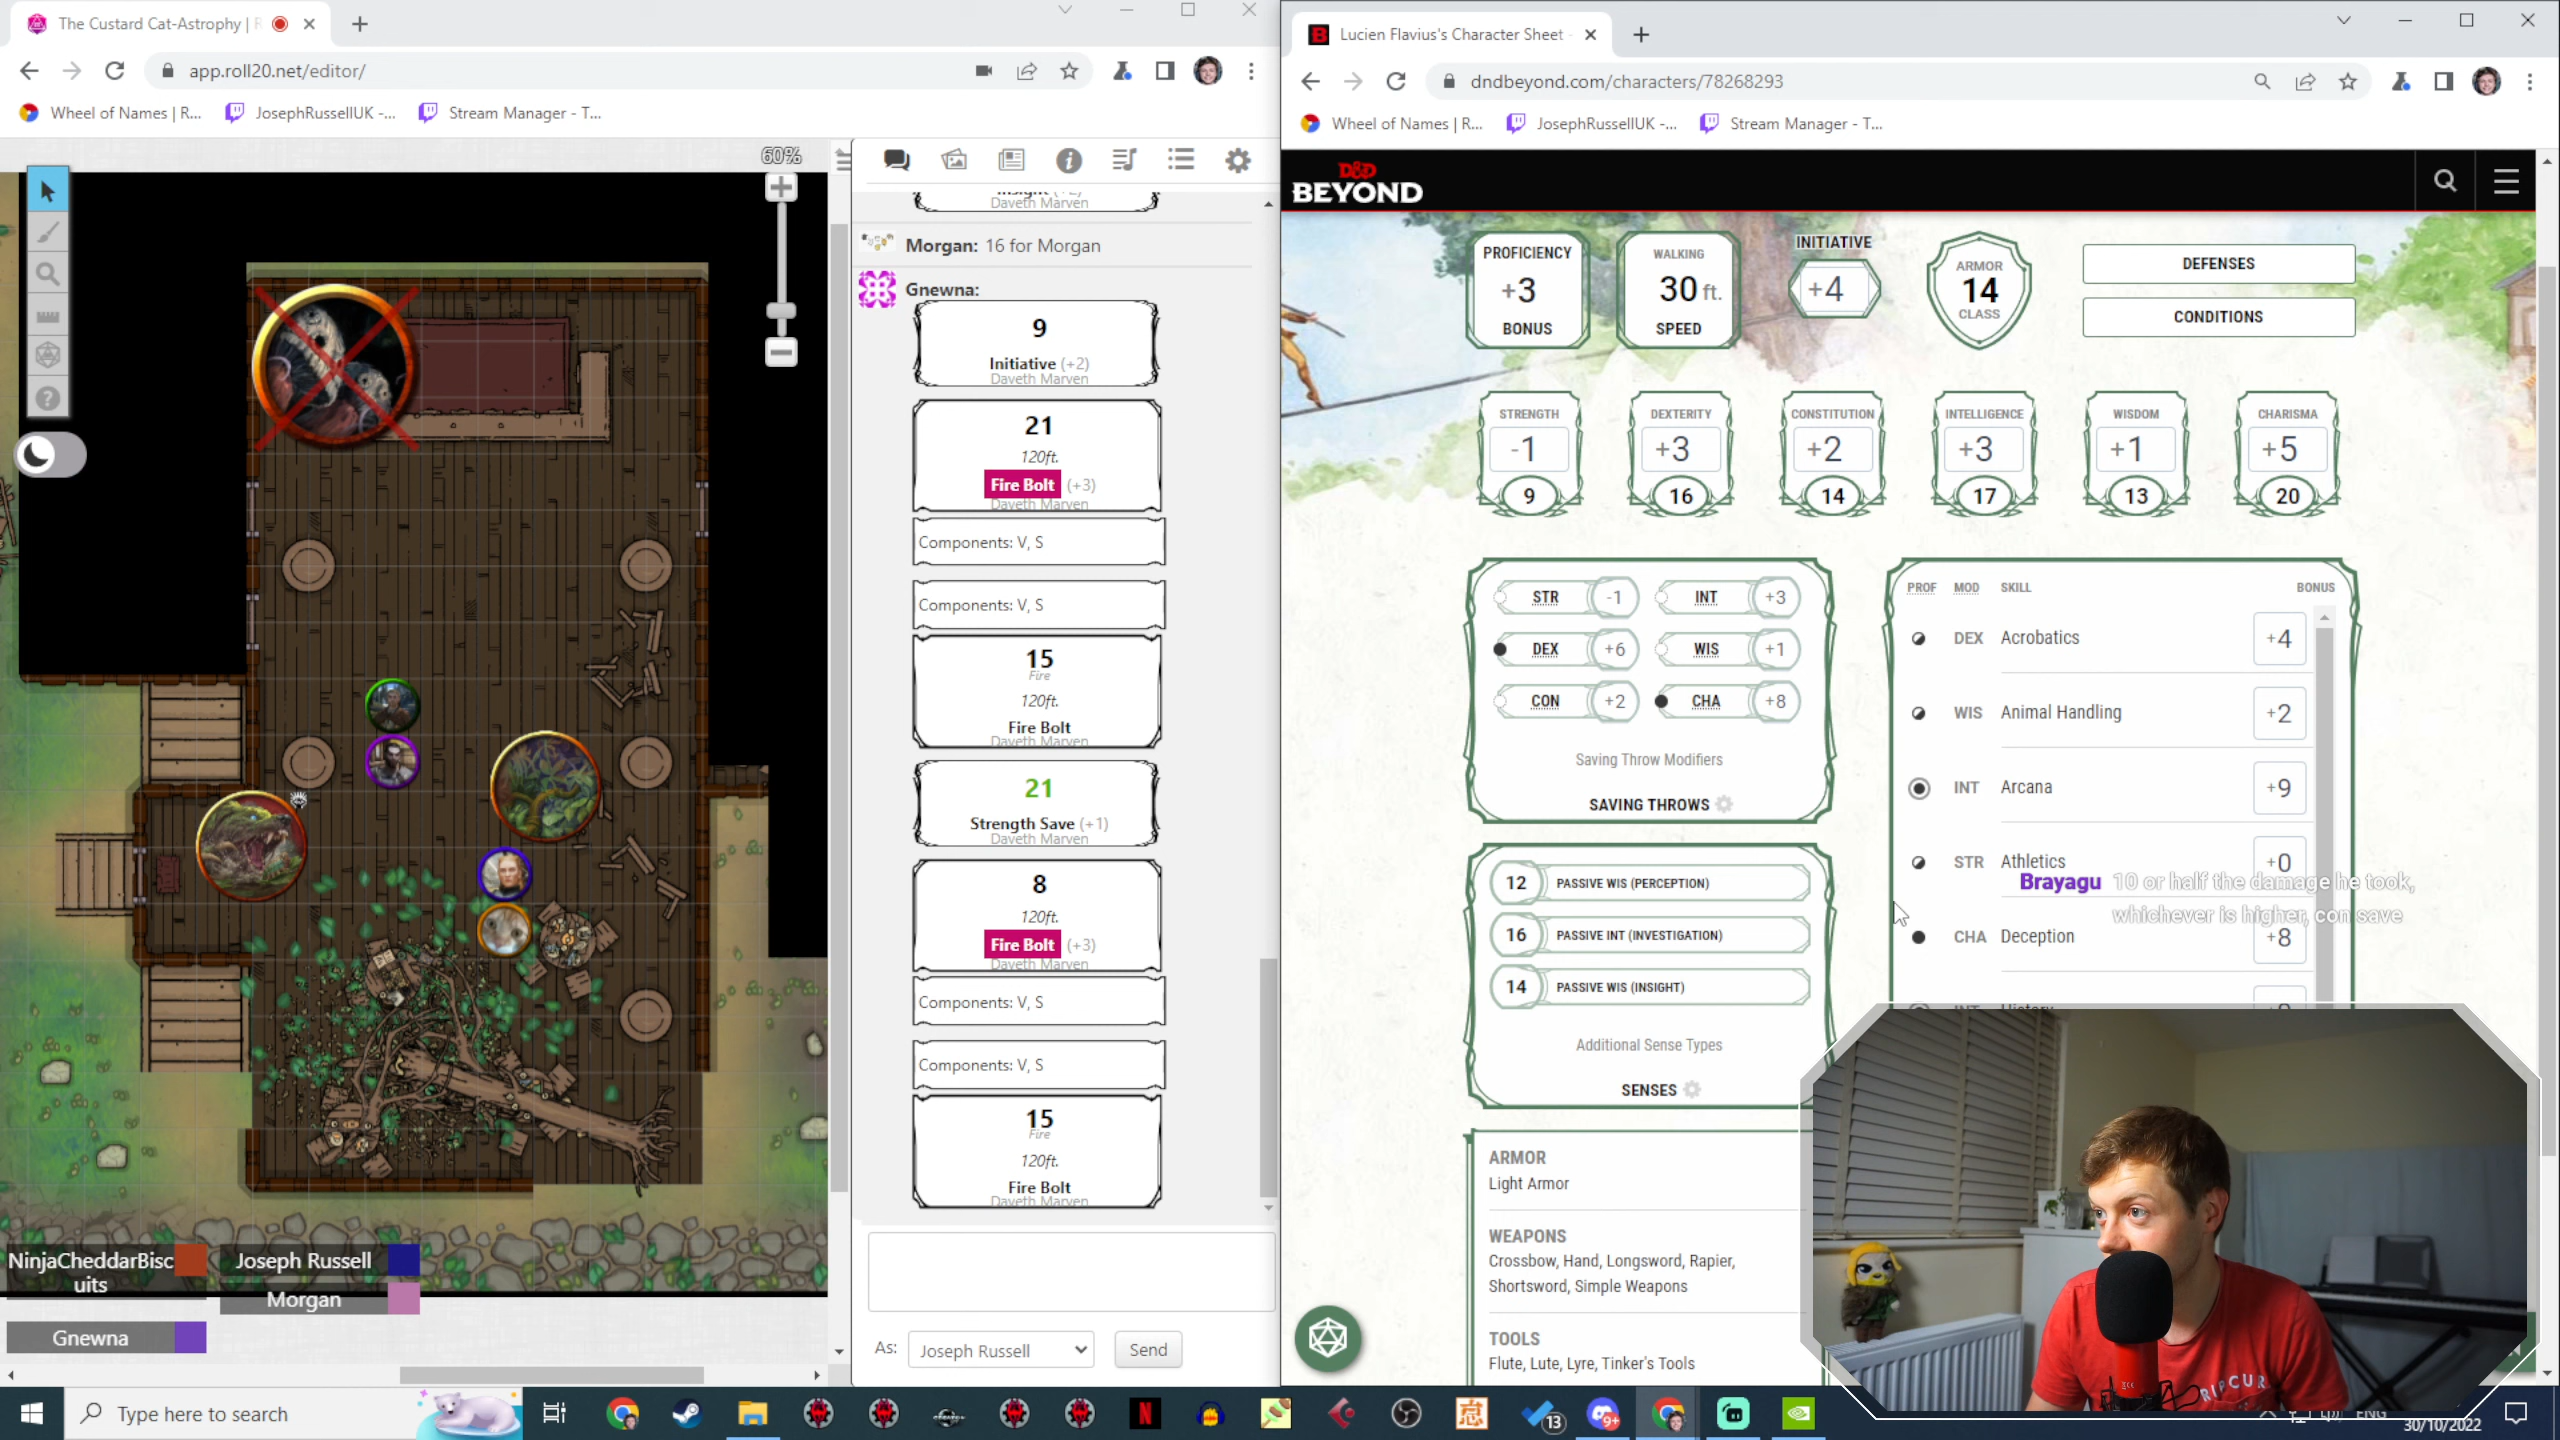 The Custard Cat-Astrophy | R
app.roll20.net/editor/
Wheel of Names | R...
JosephRussellUK -...
Stream Manager - T...
60%
Daveth Marven
Morgan: 16 for Morgan
Gnewna:
9
Initiative (+2)
Daveth Marven
21
120ft.
Fire Bolt (+3)
Daveth Marven
Components: V, S
Components: V, S
15
Fire
120ft.
Fire Bolt
Daveth Marven
21
Strength Save (+1)
Daveth Marven
8
120ft.
Fire Bolt (+3)
Daveth Marven
Components: V, S
Components: V, S
15
Fire
120ft.
Fire Bolt
Daveth Marven
NinjaCheddarBisc
uits
Joseph Russell
Morgan
Gnewna
As:
Joseph Russell
Send
Lucien Flavius's Character Sheet -
dndbeyond.com/characters/78268293
Wheel of Names | R...
JosephRussellUK -...
Stream Manager - T...
D&D
BEYOND
PROFICIENCY
+3
BONUS
WALKING
30 ft.
SPEED
INITIATIVE
+4
ARMOR
14
CLASS
DEFENSES
CONDITIONS
STRENGTH
-1
9
DEXTERITY
+3
16
CONSTITUTION
+2
14
INTELLIGENCE
+3
17
WISDOM
+1
13
CHARISMA
+5
20
STR -1
INT +3
DEX +6
WIS +1
CON +2
CHA +8
Saving Throw Modifiers
SAVING THROWS
12 PASSIVE WIS (PERCEPTION)
16 PASSIVE INT (INVESTIGATION)
14 PASSIVE WIS (INSIGHT)
Additional Sense Types
SENSES
PROF MOD SKILL BONUS
DEX Acrobatics +4
WIS Animal Handling +2
INT Arcana +9
STR Athletics +0
Brayagu 10 or half the damage he took,
whichever is higher, con save
CHA Deception +8
ARMOR
Light Armor
WEAPONS
Crossbow, Hand, Longsword, Rapier,
Shortsword, Simple Weapons
TOOLS
Flute, Lute, Lyre, Tinker's Tools
RIPCUR
Type here to search
13
9+
ENG
30/10/2022